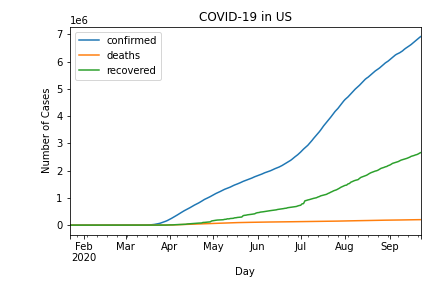 COVID-19 in US
1e6
confirmed
deaths
recovered
Number of Cases
7
6
5
4
3
2
1
0
Feb
2020
Mar
Apr
May
Jun
Jul
Aug
Sep
Day